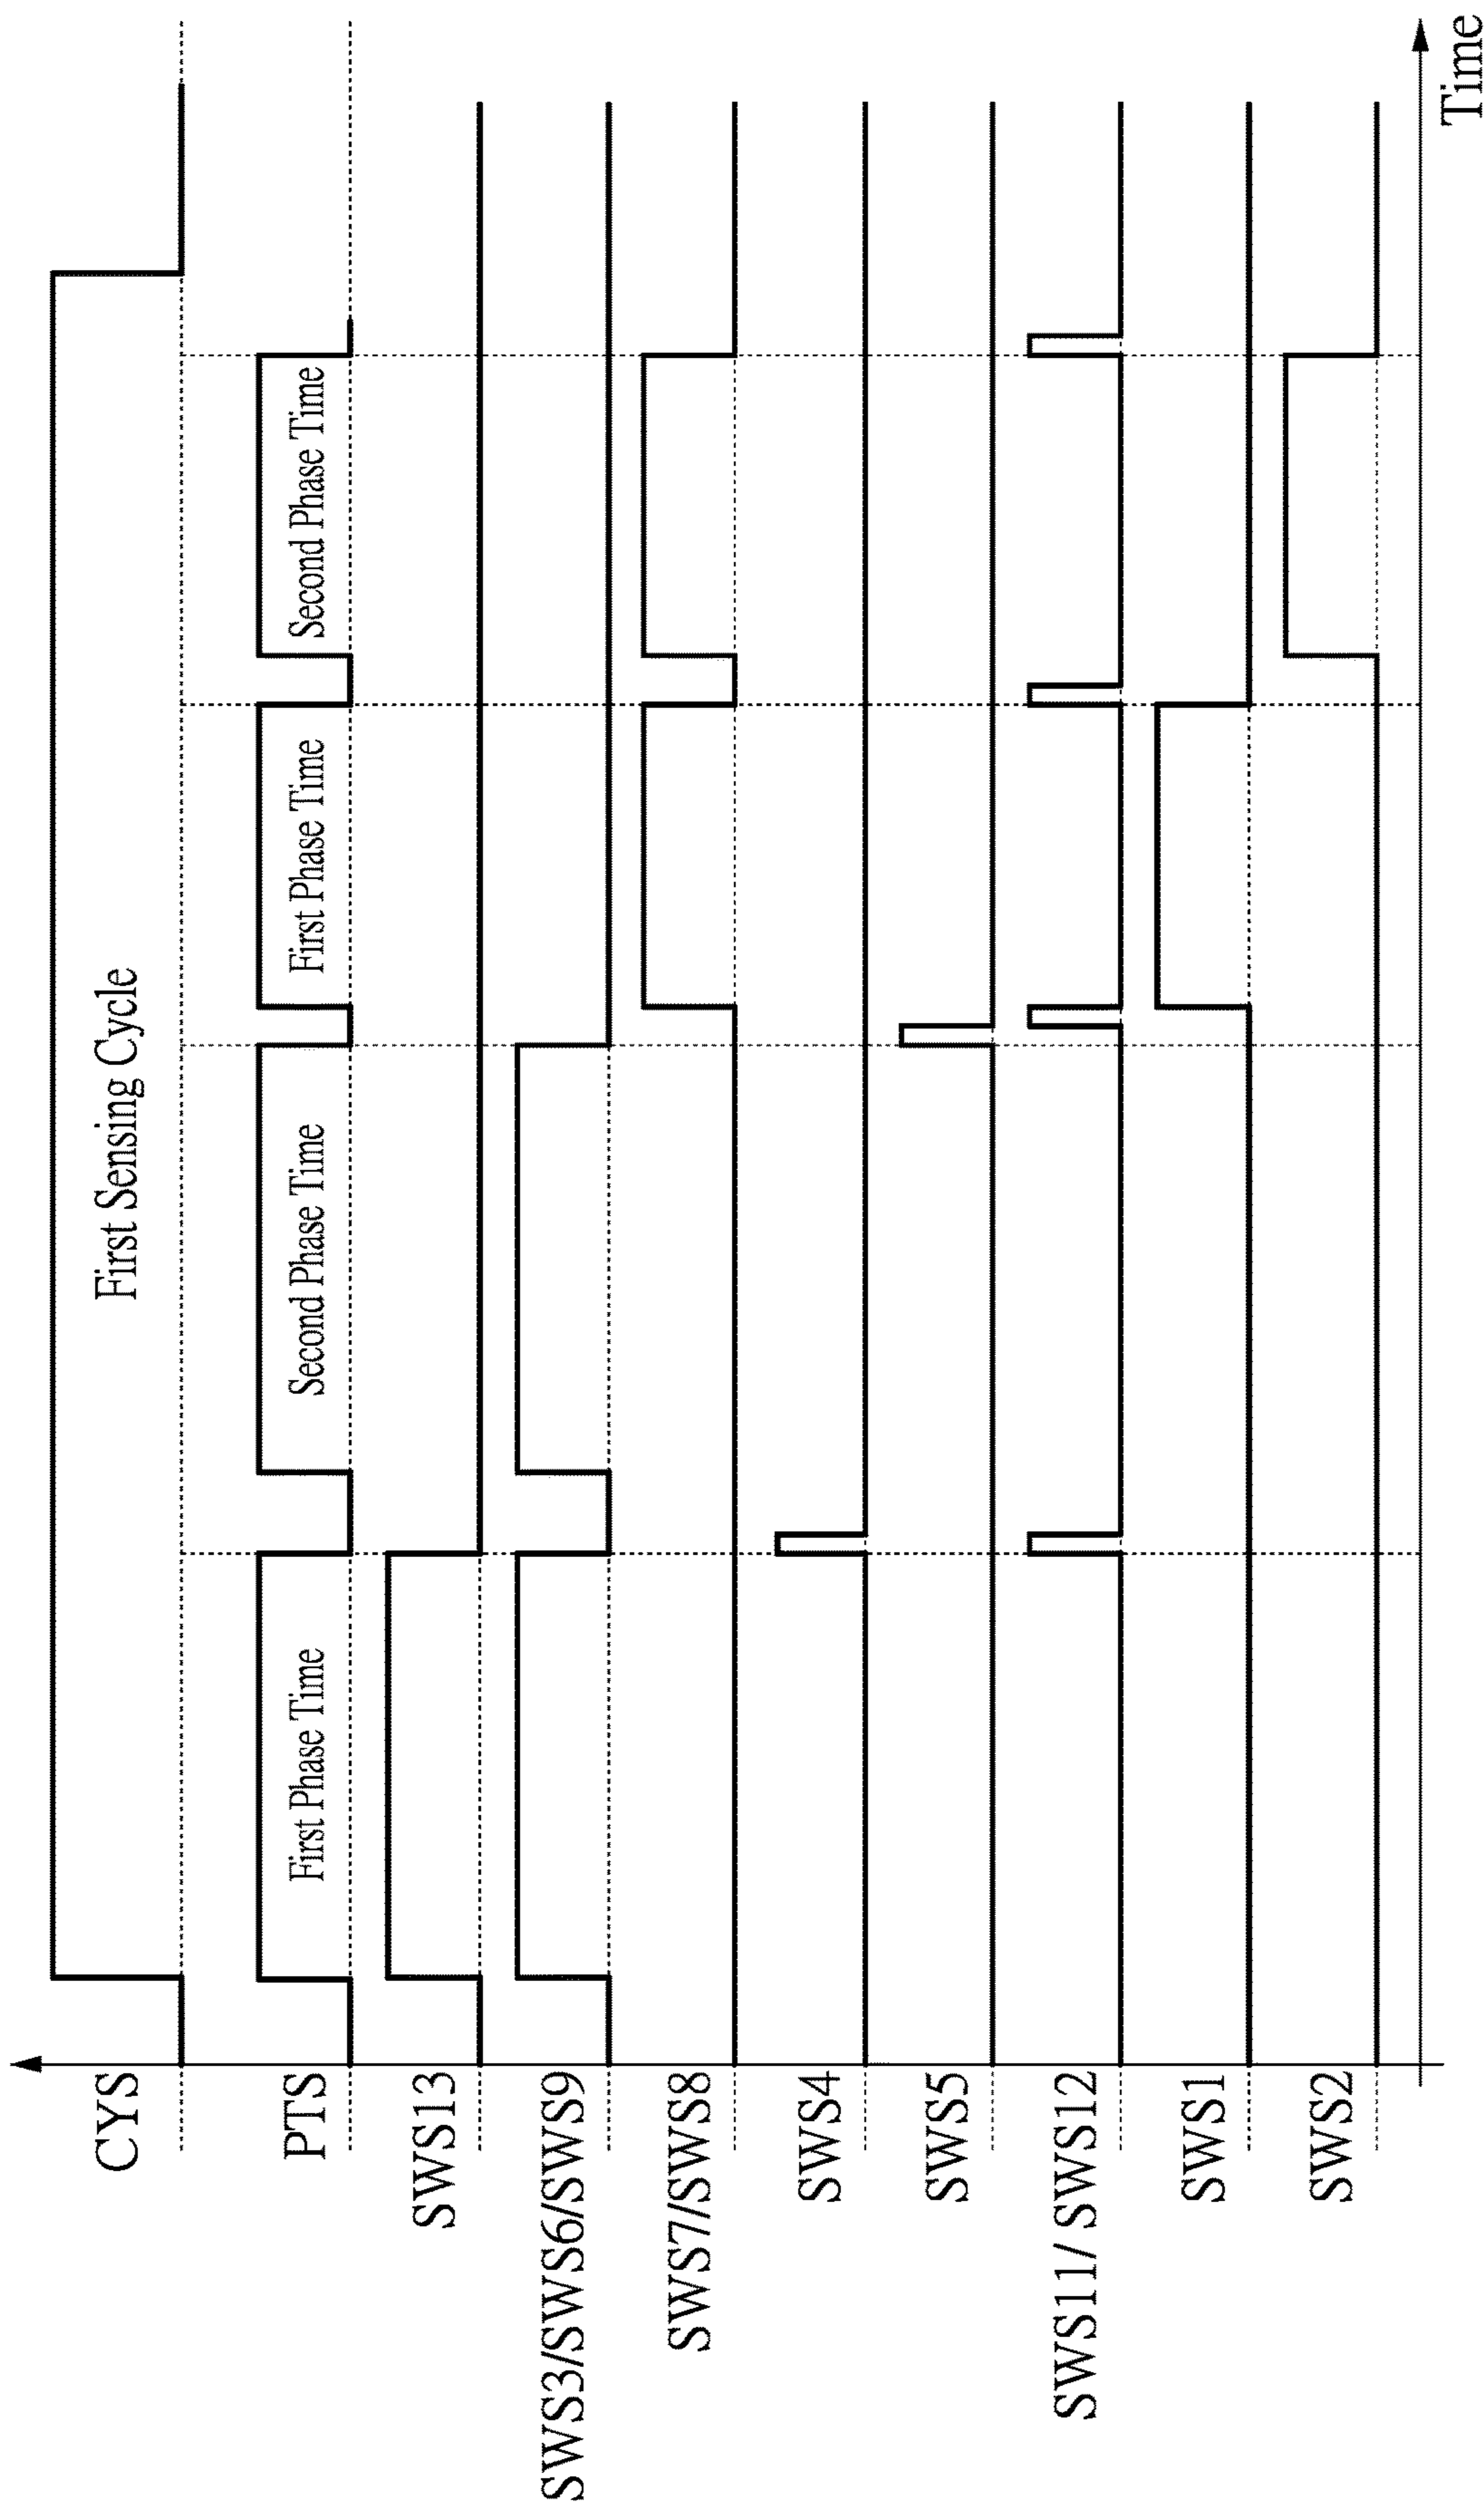 CYS
First Sensing Cycle
PTS
First Phase Time
Second Phase Time
First Phase Time
Second Phase Time
SWS13
SWS3/SWS6/SWS9
SWS7/SWS8
SWS4
SWS5
SWS11/ SWS12
SWS1
SWS2
Time